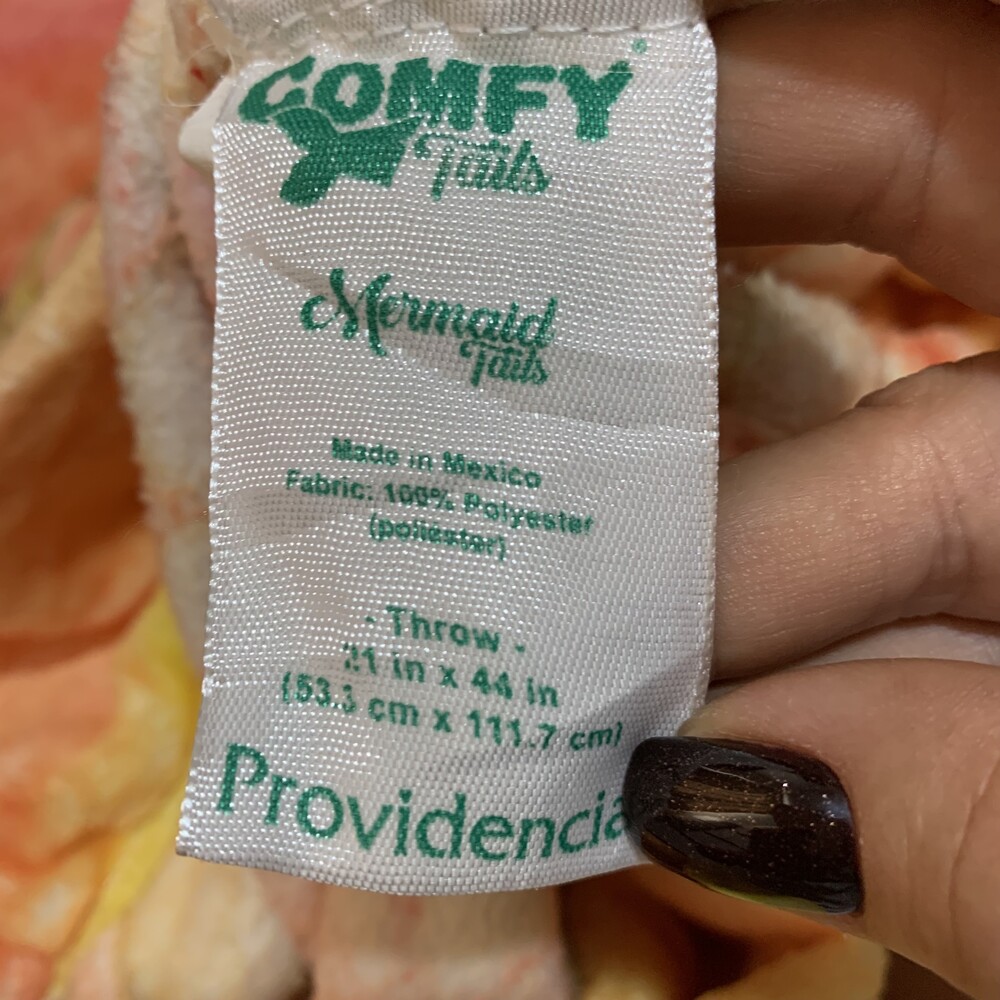 COMFY
Tails
Mermaid
Tails
Made in Mexico
Fabric: 100% Polyester
(poliester)
- Throw -
21 in x 44 in
(53.3 cm x 111.7 cm)
Providencia